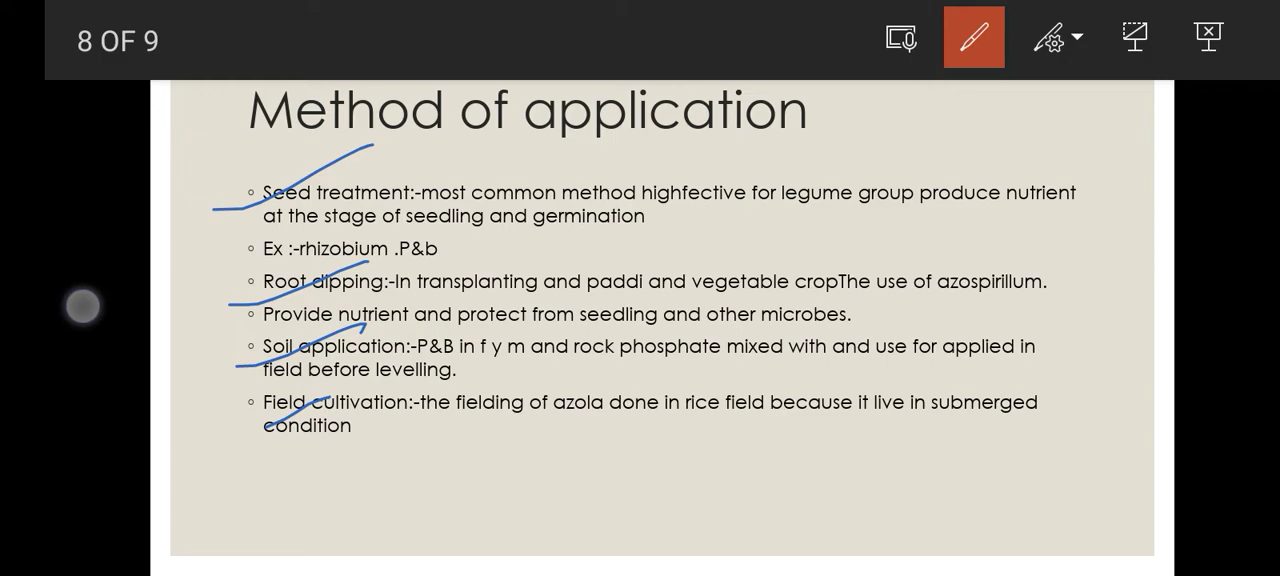 8 OF 9
Method of application
◦ Seed treatment:-most common method highfective for legume group produce nutrient
at the stage of seedling and germination
◦ Ex :-rhizobium .P&b
◦ Root dipping:-In transplanting and paddi and vegetable cropThe use of azospirillum.
◦ Provide nutrient and protect from seedling and other microbes.
◦ Soil application:-P&B in f y m and rock phosphate mixed with and use for applied in
field before levelling.
◦ Field cultivation:-the fielding of azola done in rice field because it live in submerged
condition